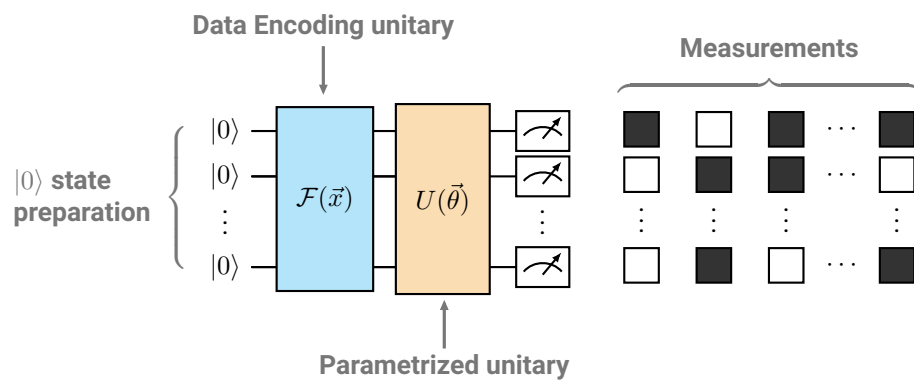 Data Encoding unitary
Measurements
|0⟩
|0⟩
⋮
|0⟩
|0⟩ state
preparation
F(x⃗)
U(θ⃗)
⋮
· · ·
· · ·
⋮ ⋮ ⋮ ⋮
· · ·
Parametrized unitary